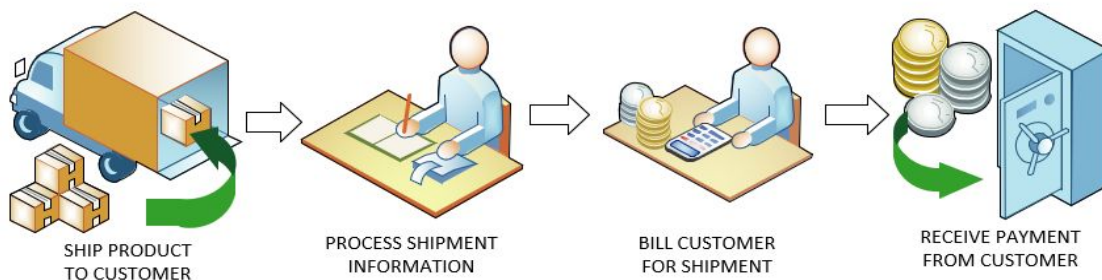 SHIP PRODUCT
TO CUSTOMER
PROCESS SHIPMENT
INFORMATION
BILL CUSTOMER
FOR SHIPMENT
RECEIVE PAYMENT
FROM CUSTOMER